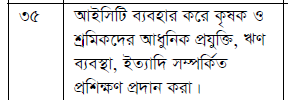 ৩৫ আইসিটি ব্যবহার করে কৃষক ও
শ্রমিকদের আধুনিক প্রযুক্তি, ঋণ
ব্যবস্থা, ইত্যাদি সম্পর্কিত
প্রশিক্ষণ প্রদান করা।